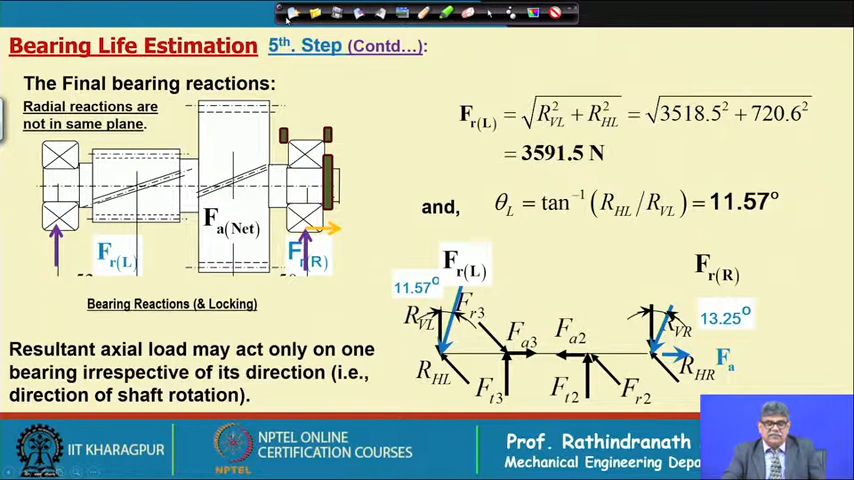 Bearing Life Estimation 5th. Step (Contd…):
The Final bearing reactions:
Radial reactions are
not in same plane.
F r(L) = √(R²VL + R²HL) = √(3518.5² + 720.6²)
= 3591.5 N
and, θL = tan⁻¹ (RHL/RVL) = 11.57°
Fa(Net)
Fr(L)
Fr(R)
Bearing Reactions (& Locking)
Resultant axial load may act only on one
bearing irrespective of its direction (i.e.,
direction of shaft rotation).
Fr(L)
Fr(R)
11.57°
Fr3
RVL
Fa3
Fa2
RVR
13.25°
RHL
Ft3
Ft2
Fr2
RHR
Fa
IIT KHARAGPUR
NPTEL
NPTEL ONLINE
CERTIFICATION COURSES
Prof. Rathindranath
Mechanical Engineering Depa